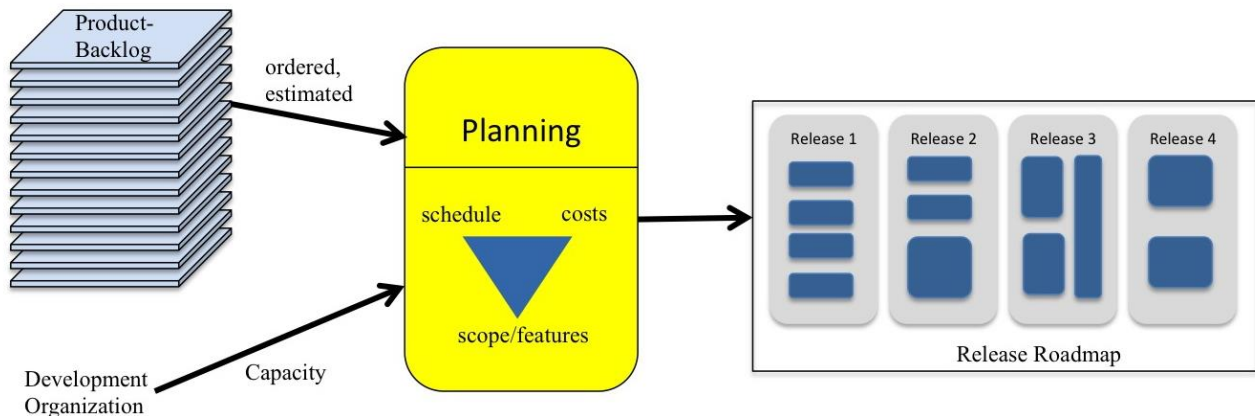 Product-
Backlog
ordered,
estimated
Planning
schedule
costs
scope/features
Development
Organization
Capacity
Release 1
Release 2
Release 3
Release 4
Release Roadmap